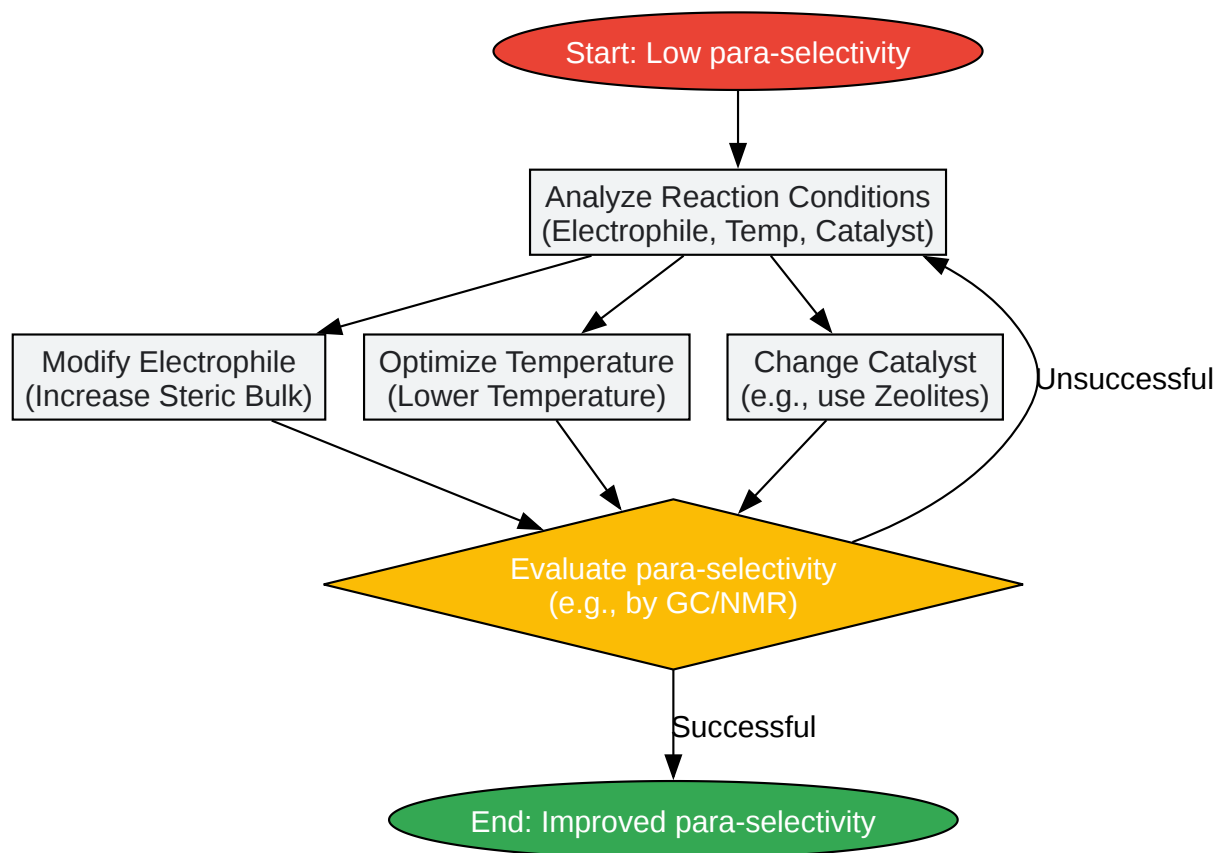 Start: Low para-selectivity
Analyze Reaction Conditions
(Electrophile, Temp, Catalyst)
Modify Electrophile
(Increase Steric Bulk)
Optimize Temperature
(Lower Temperature)
Change Catalyst
(e.g., use Zeolites)
Unsuccessful
Evaluate para-selectivity
(e.g., by GC/NMR)
Successful
End: Improved para-selectivity